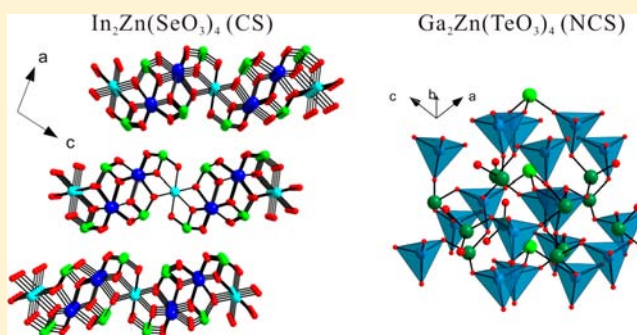 In₂Zn(SeO₃)₄ (CS)
Ga₂Zn(TeO₃)₄ (NCS)
a
c
c
b
a